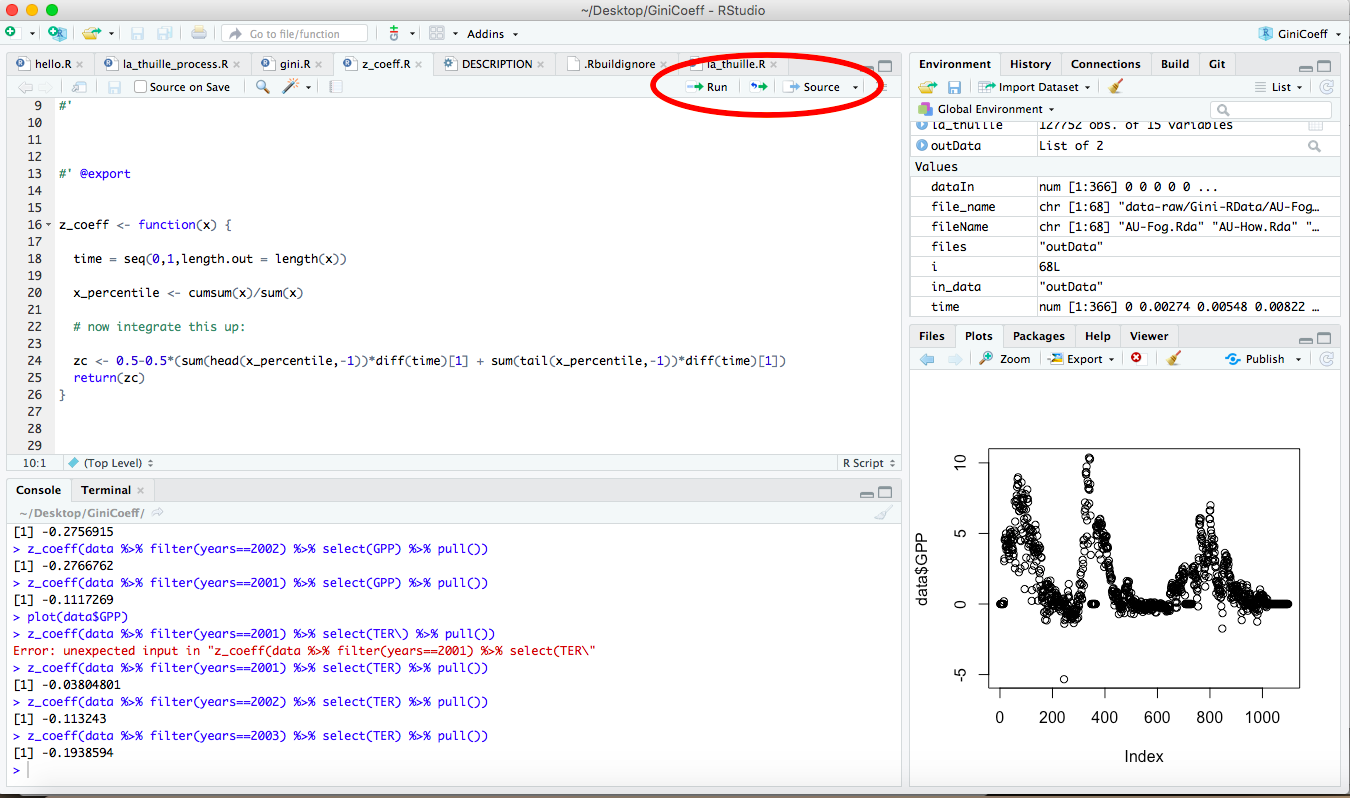 ~/Desktop/GiniCoeff - RStudio
Go to file/function
Addins
GiniCoeff
hello.R
la_thuille_process.R
gini.R
z_coeff.R
DESCRIPTION
.Rbuildignore
la_thuille.R
Source on Save
Run
Source
9 #'
10
11
12
13 #' @export
14
15
16 z_coeff <- function(x) {
17
18 time = seq(0,1,length.out = length(x))
19
20 x_percentile <- cumsum(x)/sum(x)
21
22 # now integrate this up:
23
24 zc <- 0.5-0.5*(sum(head(x_percentile,-1))*diff(time)[1] + sum(tail(x_percentile,-1))*diff(time)[1])
25 return(zc)
26 }
27
28
29
10:1 (Top Level) R Script
Console Terminal
~/Desktop/GiniCoeff/
[1] -0.2756915
> z_coeff(data %>% filter(years==2002) %>% select(GPP) %>% pull())
[1] -0.2766762
> z_coeff(data %>% filter(years==2001) %>% select(GPP) %>% pull())
[1] -0.1117269
> plot(data$GPP)
> z_coeff(data %>% filter(years==2001) %>% select(TER\) %>% pull())
Error: unexpected input in "z_coeff(data %>% filter(years==2001) %>% select(TER\"
> z_coeff(data %>% filter(years==2001) %>% select(TER) %>% pull())
[1] -0.03804801
> z_coeff(data %>% filter(years==2002) %>% select(TER) %>% pull())
[1] -0.113243
> z_coeff(data %>% filter(years==2003) %>% select(TER) %>% pull())
[1] -0.1938594
>
Environment History Connections Build Git
Import Dataset List
Global Environment
la_thuille 127752 obs. of 15 variables
outData List of 2
Values
dataIn num [1:366] 0 0 0 0 0 ...
file_name chr [1:68] "data-raw/Gini-RData/AU-Fog…
fileName chr [1:68] "AU-Fog.Rda" "AU-How.Rda" "…
files "outData"
i 68L
in_data "outData"
time num [1:366] 0 0.00274 0.00548 0.00822 …
Files Plots Packages Help Viewer
Zoom Export Publish
data$GPP
10
5
0
-5
0 200 400 600 800 1000
Index